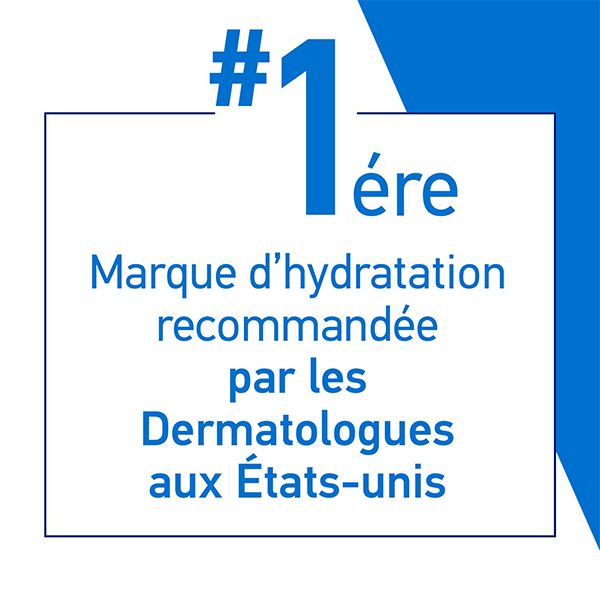 #1ére
Marque d’hydratation
recommandée
par les
Dermatologues
aux États-unis